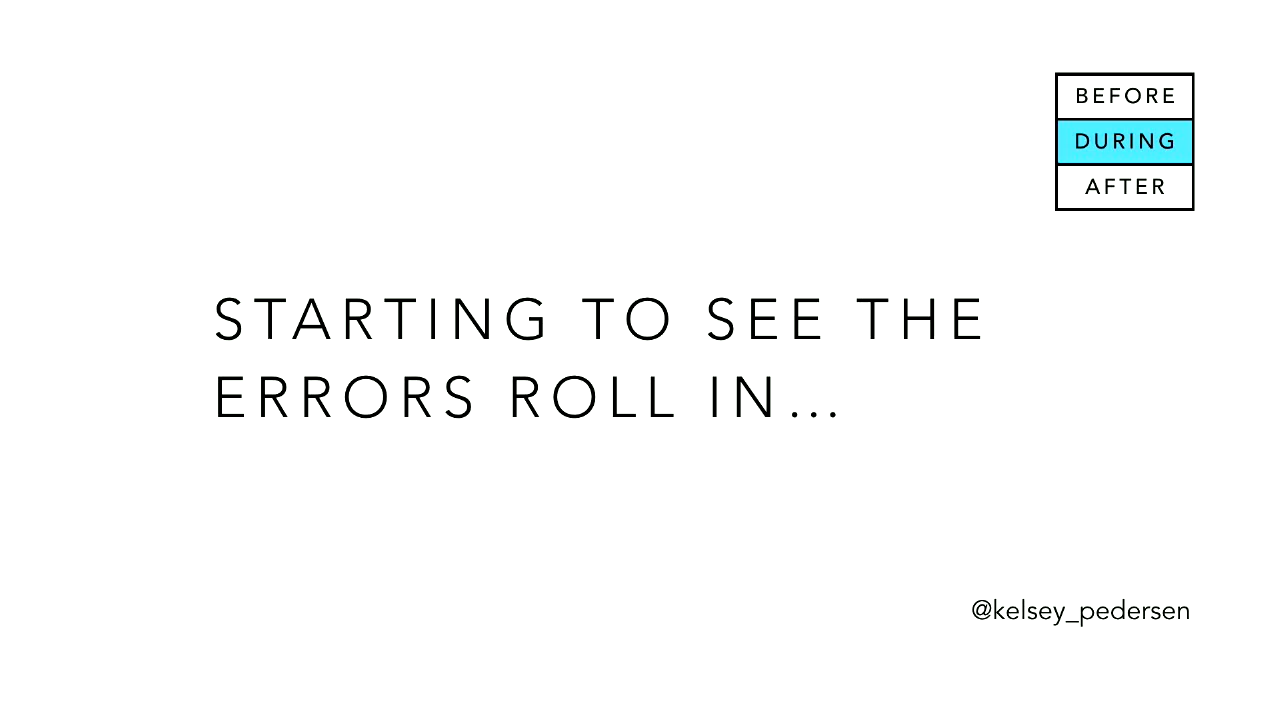 BEFORE
DURING
AFTER
STARTING TO SEE THE
ERRORS ROLL IN...
@kelsey_pedersen